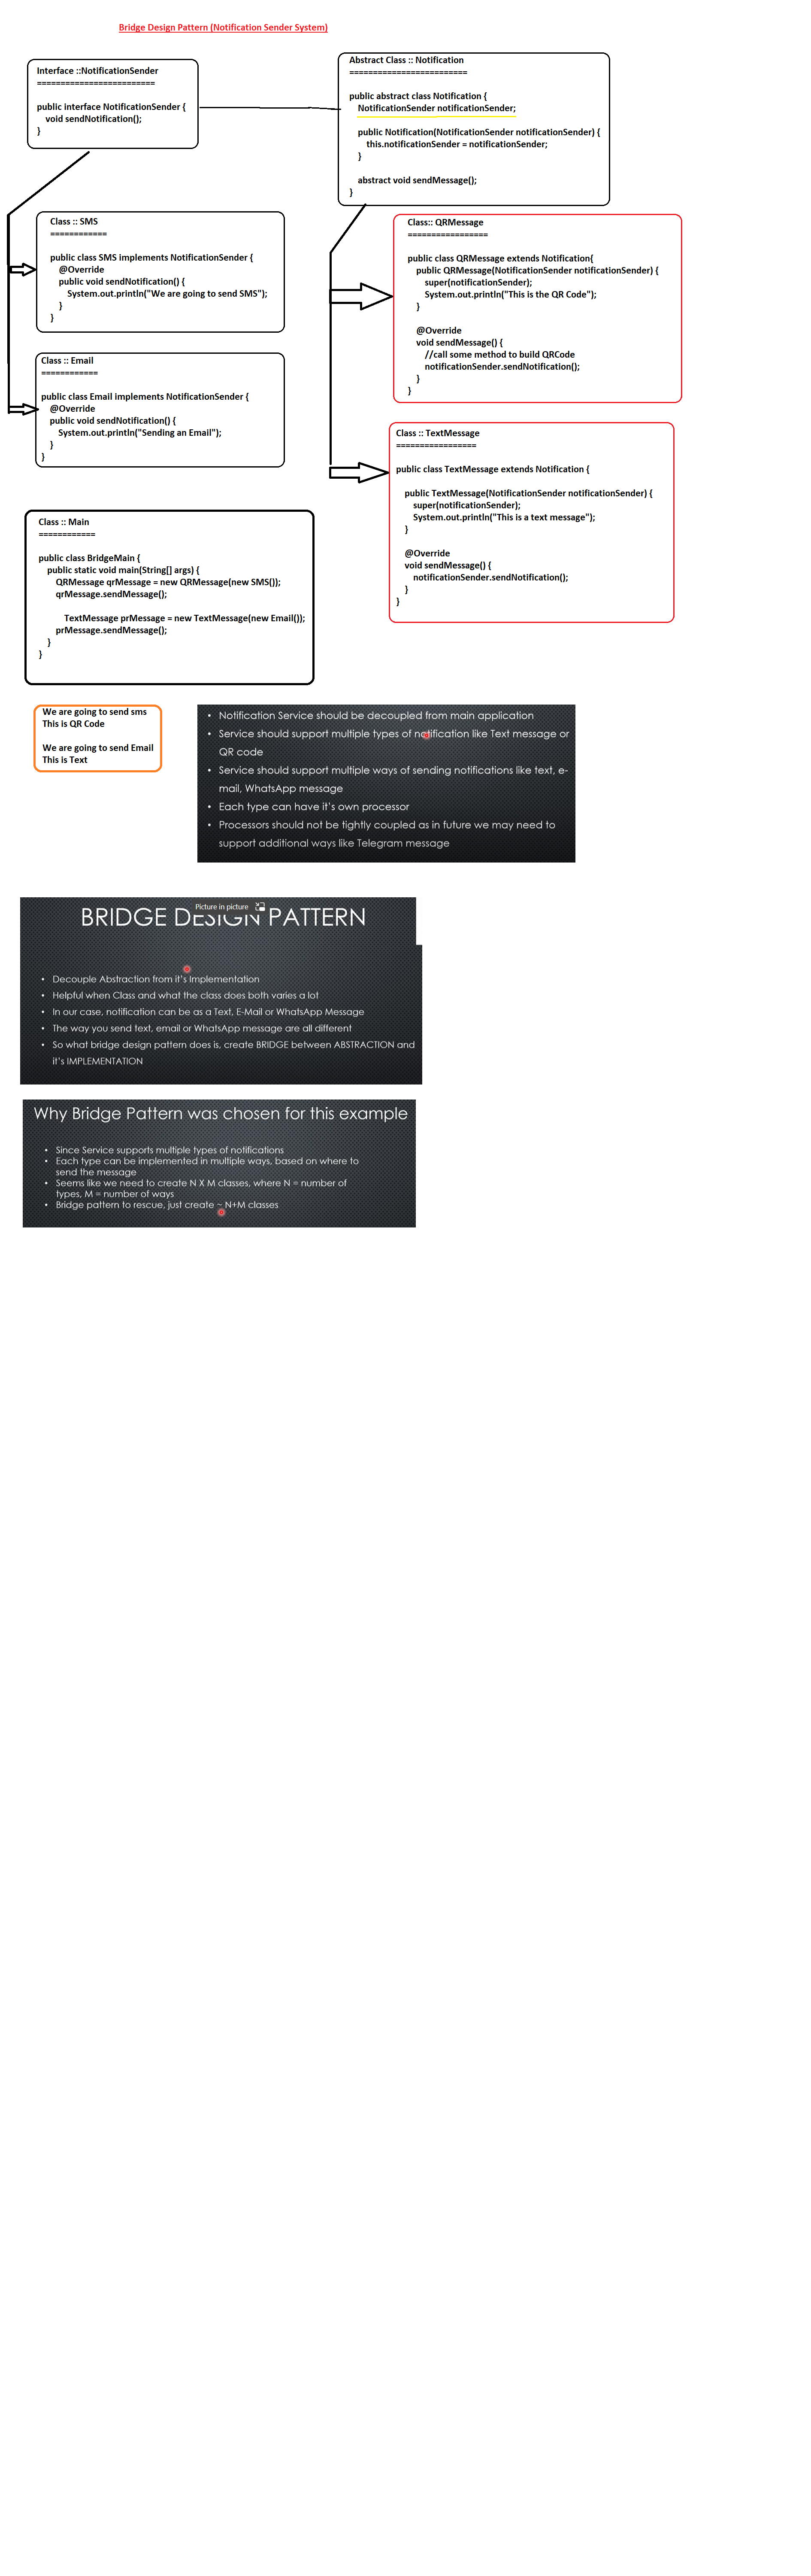 Bridge Design Pattern (Notification Sender System)
Interface ::NotificationSender
=========================
public interface NotificationSender {
void sendNotification();
}
Abstract Class :: Notification
=========================
public abstract class Notification {
NotificationSender notificationSender;
public Notification(NotificationSender notificationSender) {
this.notificationSender = notificationSender;
}
abstract void sendMessage();
}
Class :: SMS
============
public class SMS implements NotificationSender {
@Override
public void sendNotification() {
System.out.println("We are going to send SMS");
}
}
Class:: QRMessage
=================
public class QRMessage extends Notification{
public QRMessage(NotificationSender notificationSender) {
super(notificationSender);
System.out.println("This is the QR Code");
}
@Override
void sendMessage() {
//call some method to build QRCode
notificationSender.sendNotification();
}
}
Class :: Email
============
public class Email implements NotificationSender {
@Override
public void sendNotification() {
System.out.println("Sending an Email");
}
}
Class :: TextMessage
=================
public class TextMessage extends Notification {
public TextMessage(NotificationSender notificationSender) {
super(notificationSender);
System.out.println("This is a text message");
}
@Override
void sendMessage() {
notificationSender.sendNotification();
}
}
Class :: Main
============
public class BridgeMain {
public static void main(String[] args) {
QRMessage qrMessage = new QRMessage(new SMS());
qrMessage.sendMessage();
TextMessage prMessage = new TextMessage(new Email());
prMessage.sendMessage();
}
}
We are going to send sms
This is QR Code
We are going to send Email
This is Text
• Notification Service should be decoupled from main application
• Service should support multiple types of notification like Text message or
QR code
• Service should support multiple ways of sending notifications like text, e-
mail, WhatsApp message
• Each type can have it's own processor
• Processors should not be tightly coupled as in future we may need to
support additional ways like Telegram message
Picture in picture
BRIDGE DESIGN PATTERN
• Decouple Abstraction from it's Implementation
• Helpful when Class and what the class does both varies a lot
• In our case, notification can be as a Text, E-Mail or WhatsApp Message
• The way you send text, email or WhatsApp message are all different
• So what bridge design pattern does is, create BRIDGE between ABSTRACTION and
it's IMPLEMENTATION
Why Bridge Pattern was chosen for this example
• Since Service supports multiple types of notifications
• Each type can be implemented in multiple ways, based on where to
send the message
• Seems like we need to create N X M classes, where N = number of
types, M = number of ways
• Bridge pattern to rescue, just create ~ N+M classes